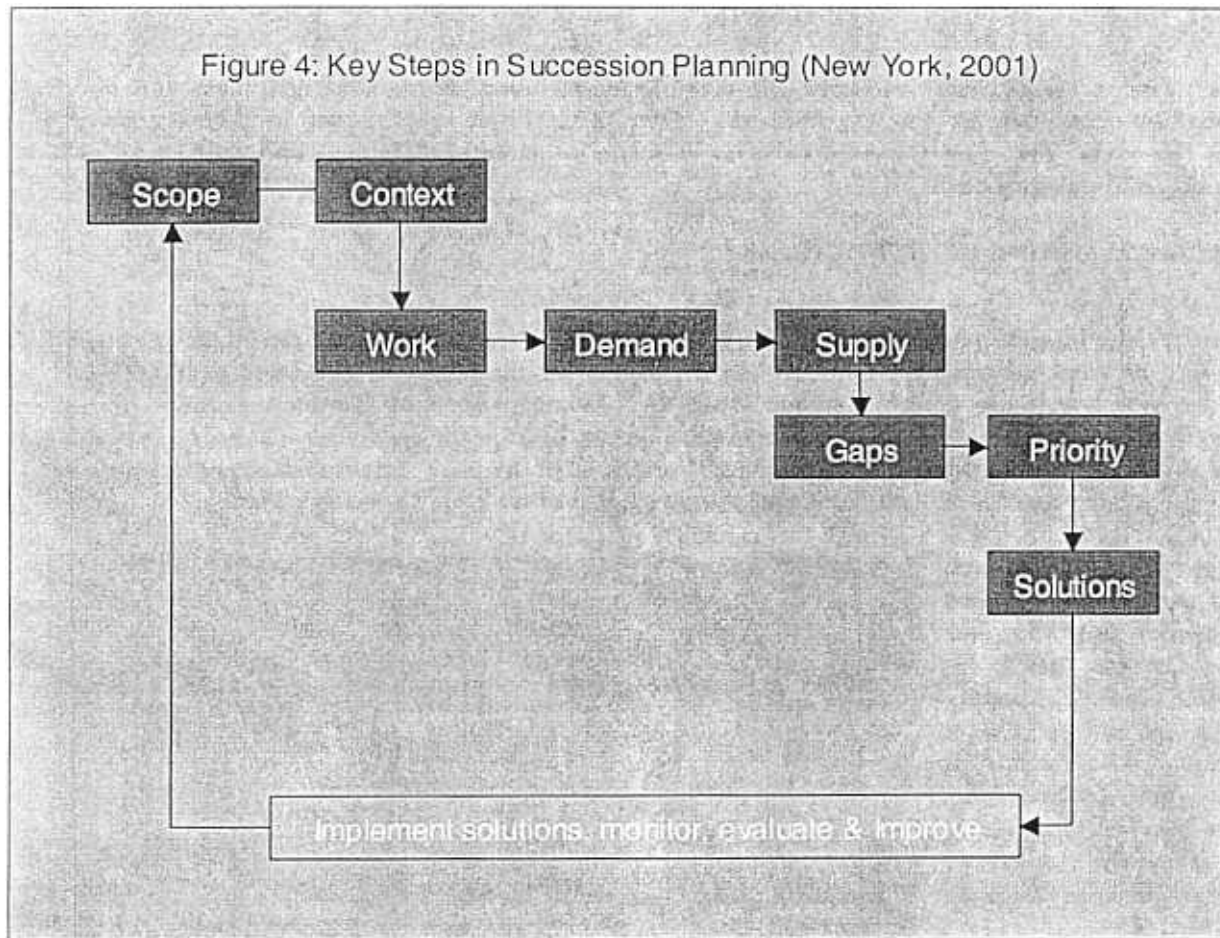 Figure 4: Key Steps in Succession Planning (New York, 2001)
Scope
Context
Work
Demand
Supply
Gaps
Priority
Solutions
Implement solutions, monitor, evaluate & improve